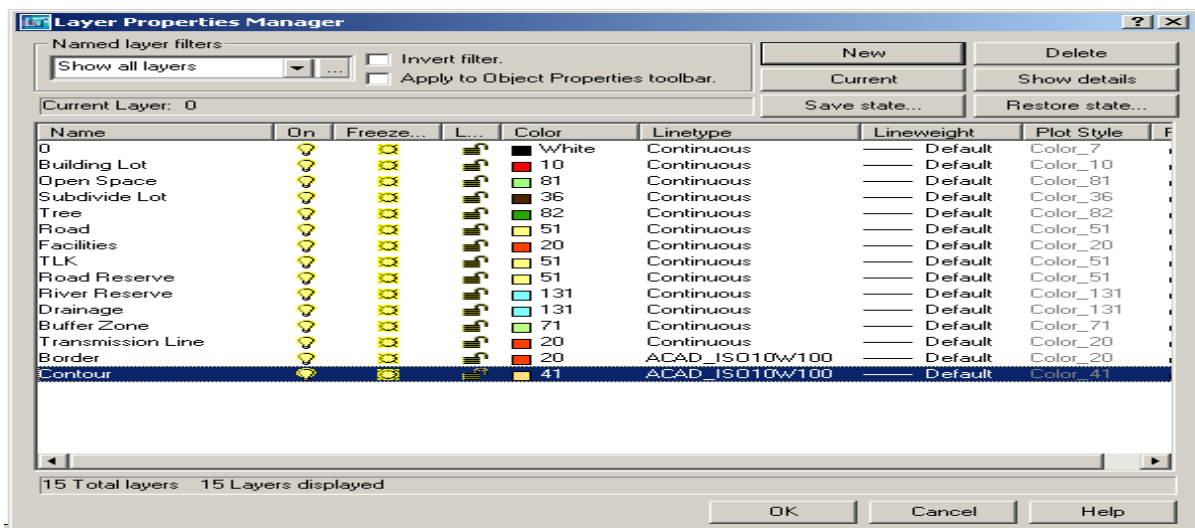 LT Layer Properties Manager ? ×
Named layer filters
Show all layers ... Invert filter.
Apply to Object Properties toolbar.
New Delete
Current Show details
Current Layer: 0 Save state... Restore state...
Name On Freeze... L... Color Linetype Lineweight Plot Style F
0 White Continuous Default Color_7
Building Lot 10 Continuous Default Color_10
Open Space 81 Continuous Default Color_81
Subdivide Lot 36 Continuous Default Color_36
Tree 82 Continuous Default Color_82
Road 51 Continuous Default Color_51
Facilities 20 Continuous Default Color_20
TLK 51 Continuous Default Color_51
Road Reserve 51 Continuous Default Color_51
River Reserve 131 Continuous Default Color_131
Drainage 131 Continuous Default Color_131
Buffer Zone 71 Continuous Default Color_71
Transmission Line 20 Continuous Default Color_20
Border 20 ACAD_ISO10W100 Default Color_20
Contour 41 ACAD_ISO10W100 Default Color_41
15 Total layers 15 Layers displayed
OK Cancel Help